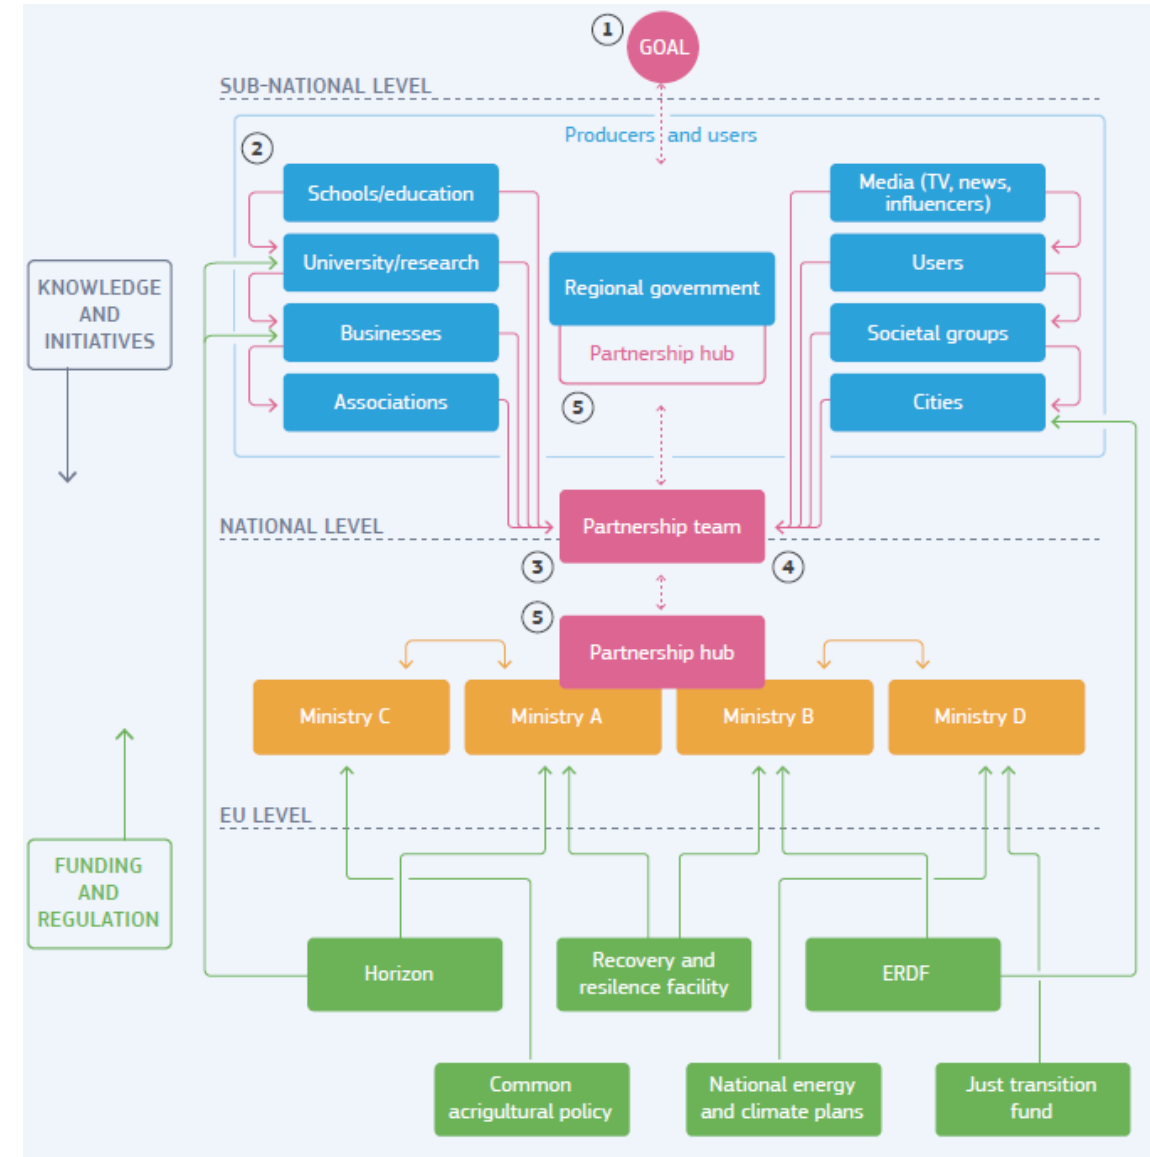 1
GOAL
SUB-NATIONAL LEVEL
Producers and users
2
Schools/education
University/research
Businesses
Associations
Regional government
Partnership hub
5
Media (TV, news,
influencers)
Users
Societal groups
Cities
KNOWLEDGE
AND
INITIATIVES
NATIONAL LEVEL
Partnership team
3
4
5
Partnership hub
Ministry C
Ministry A
Ministry B
Ministry D
EU LEVEL
FUNDING
AND
REGULATION
Horizon
Recovery and
resilence facility
ERDF
Common
acrigultural policy
National energy
and climate plans
Just transition
fund